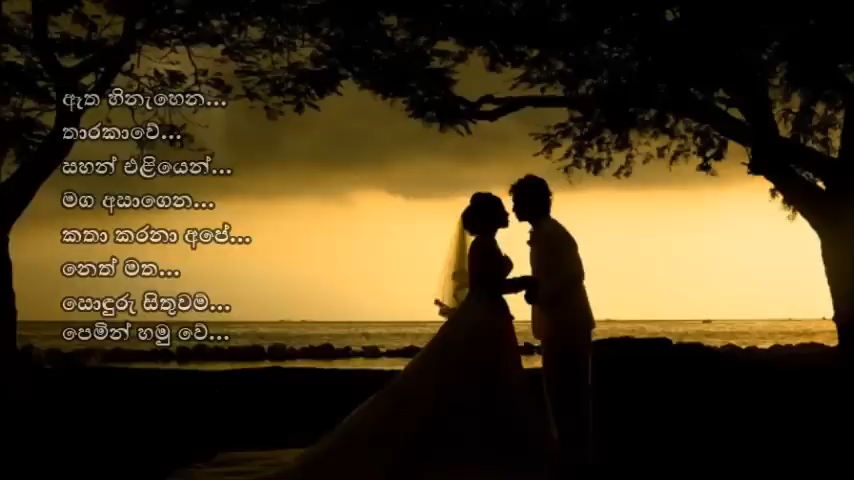 ඈත හිනැහෙන...
තාරකාවේ...
සහන් එළියෙන්...
මග අසාගෙන...
කතා කරනා අපේ...
නෙත් මත...
සොඳුරු සිතුවම...
පෙමින් හමු වේ...